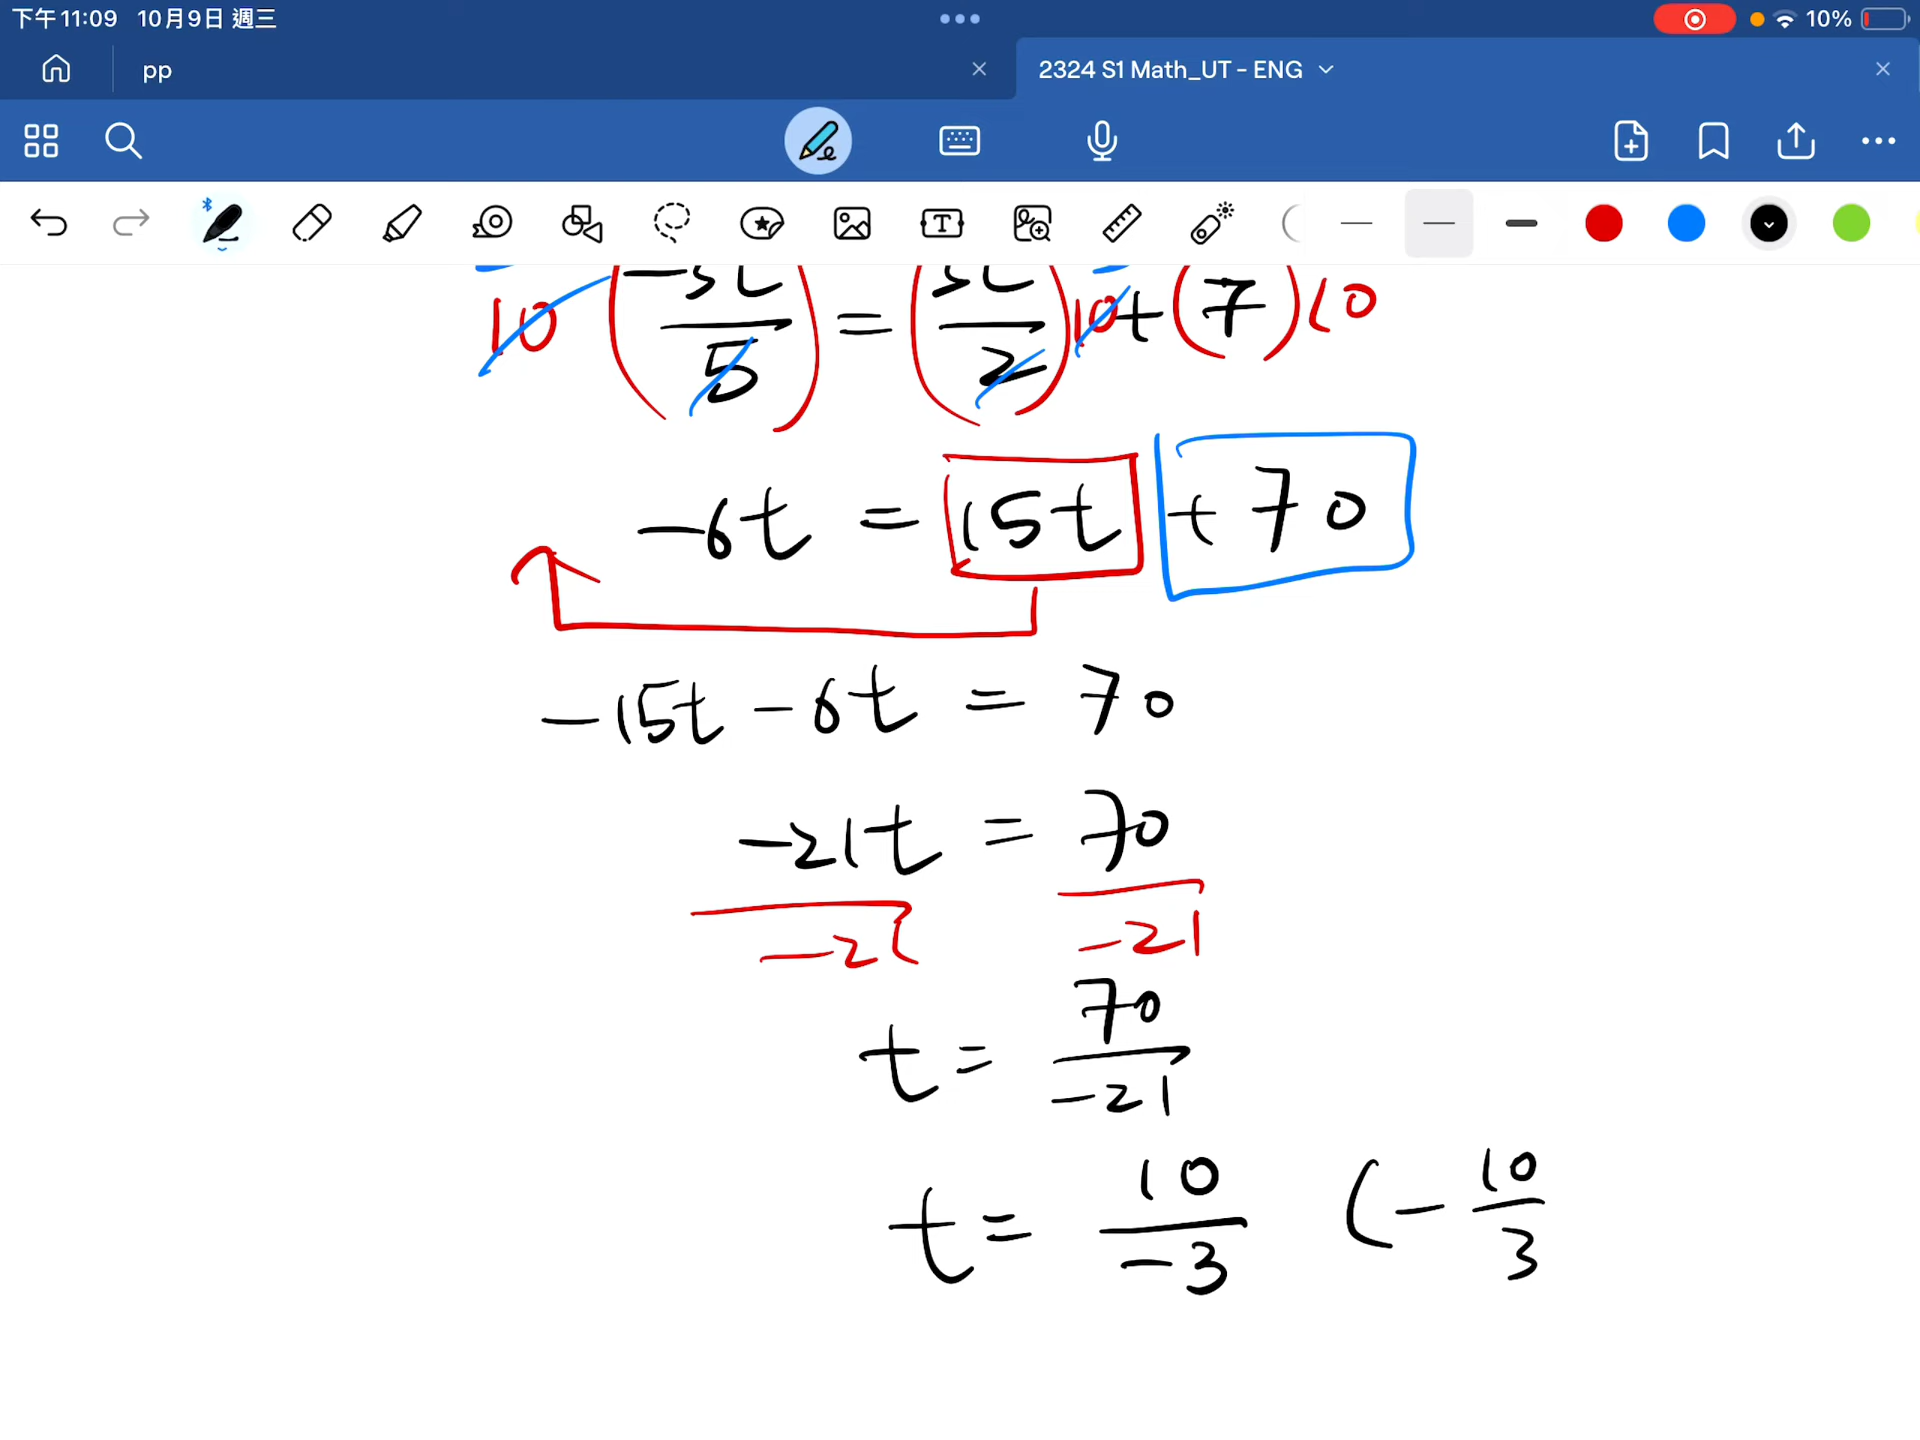 下午11:09 10月9日 週三 10%
pp 2324 S1 Math_UT - ENG
T
10 ( /5 ) = ( /2 ) 10 + (7) 10
-6t = 15t + 70
-15t - 6t = 70
-21t = 70
-21 -21
t = 70/-21
t = 10/-3 (- 10/3